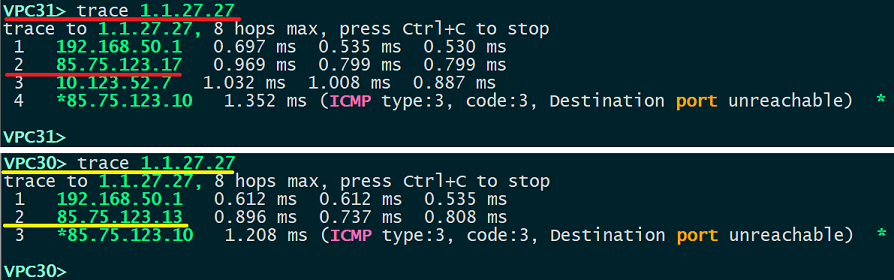 VPC31> trace 1.1.27.27
trace to 1.1.27.27, 8 hops max, press Ctrl+C to stop
1 192.168.50.1 0.697 ms 0.535 ms 0.530 ms
2 85.75.123.17 0.969 ms 0.799 ms 0.799 ms
3 10.123.52.7 1.032 ms 1.008 ms 0.887 ms
4 *85.75.123.10 1.352 ms (ICMP type:3, code:3, Destination port unreachable) *
VPC31>
VPC30> trace 1.1.27.27
trace to 1.1.27.27, 8 hops max, press Ctrl+C to stop
1 192.168.50.1 0.612 ms 0.612 ms 0.535 ms
2 85.75.123.13 0.896 ms 0.737 ms 0.808 ms
3 *85.75.123.10 1.208 ms (ICMP type:3, code:3, Destination port unreachable) *
VPC30>